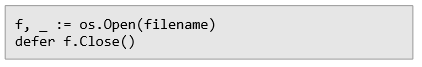 f, _ := os.Open(filename)
defer f.Close()